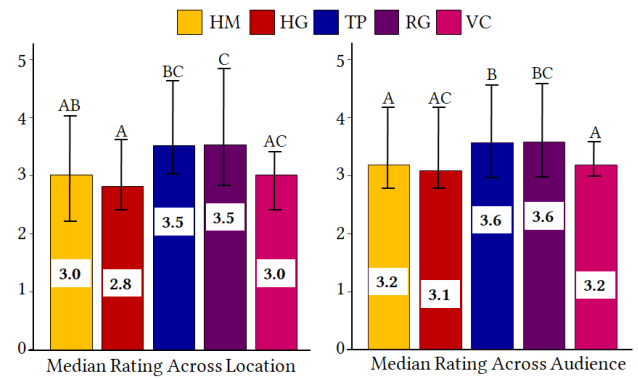 HM HG TP RG VC
5
4
3
2
1
0
AB
A
BC
C
AC
3.0
2.8
3.5
3.5
3.0
Median Rating Across Location
5
4
3
2
1
0
A
AC
B
BC
A
3.2
3.1
3.6
3.6
3.2
Median Rating Across Audience